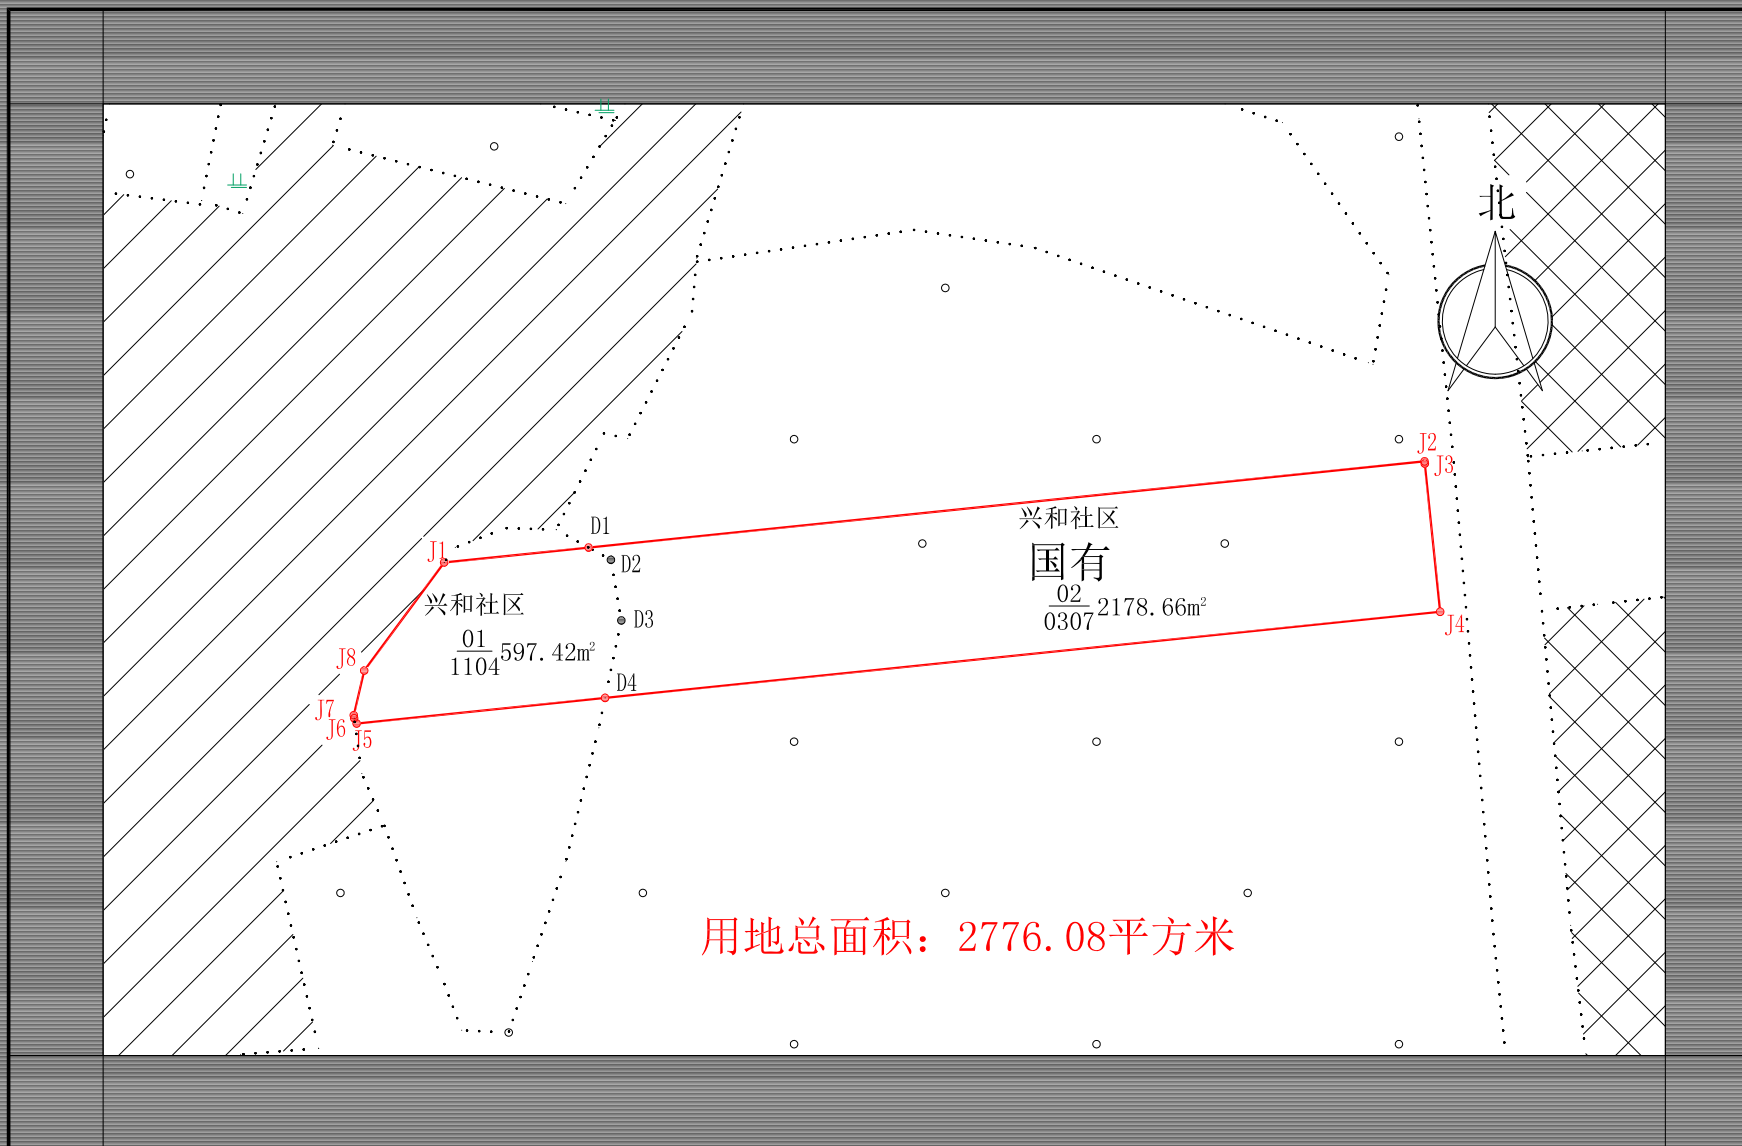 北
J2
J3
兴和社区
国有
02
0307
2178.66m²
D1
D2
J1
兴和社区
01
1104
597.42m²
D3
J4
J8
D4
J7
J6
J5
用地总面积：2776.08平方米